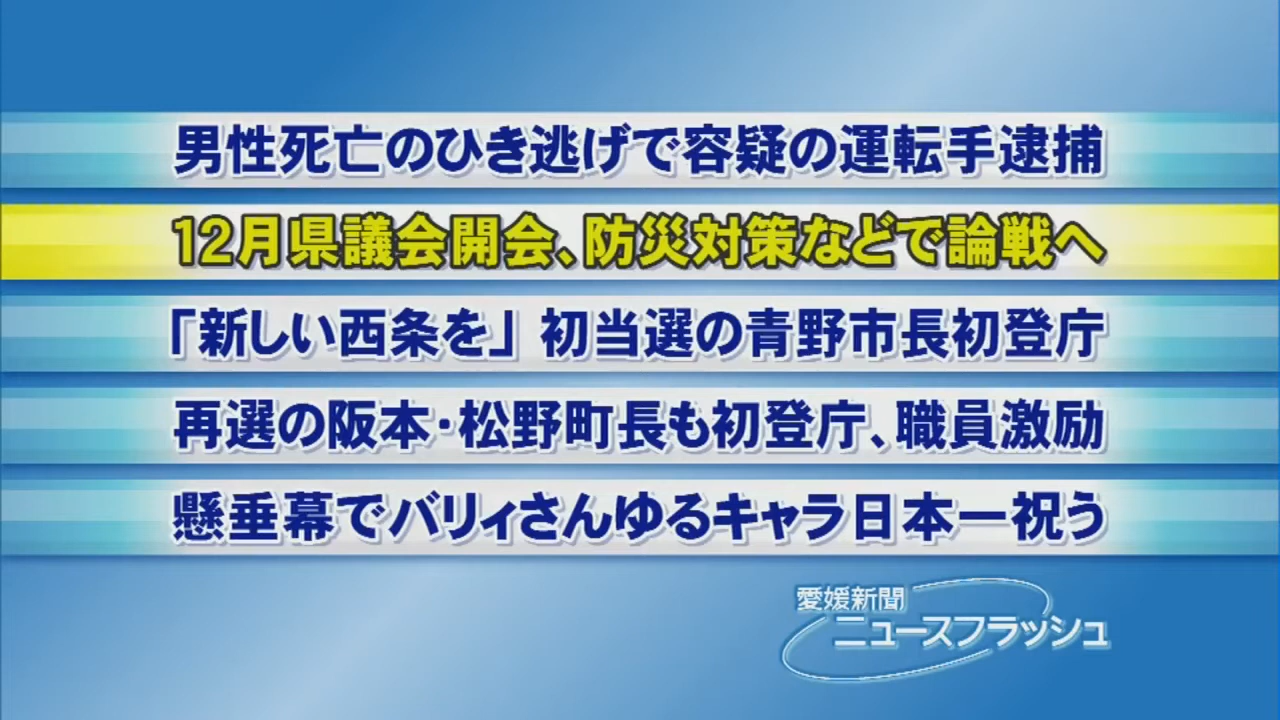 男性死亡のひき逃げで容疑の運転手逮捕
12月県議会開会、防災対策などで論戦へ
「新しい西条を」 初当選の青野市長初登庁
再選の阪本・松野町長も初登庁、職員激励
懸垂幕でバリィさんゆるキャラ日本一祝う
愛媛新聞
ニュースフラッシュ